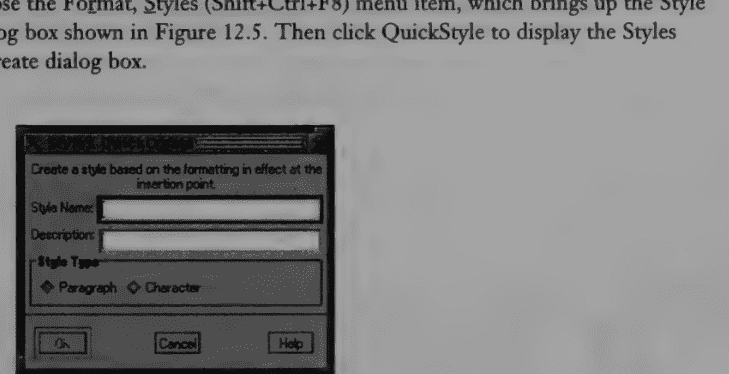 ose the Format, Styles (Shift+Ctrl+F8) menu item, which brings up the Style
og box shown in Figure 12.5. Then click QuickStyle to display the Styles
reate dialog box.
Create a style based on the formatting in effect at the
insertion point.
Style Name:
Description:
Style Type
Paragraph Character
Ok Cancel Help